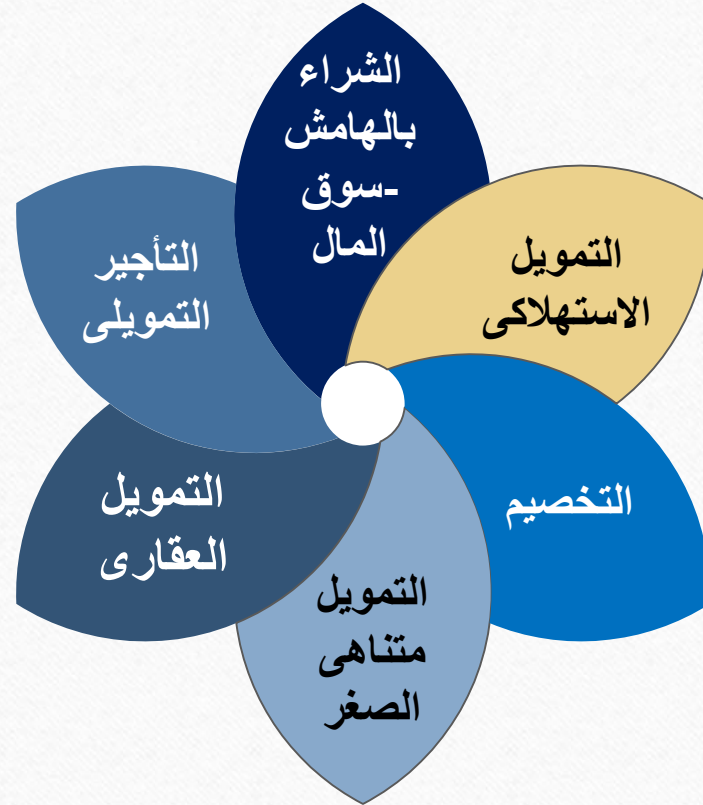 الشراء
بالهامش
-سوق
المال
التمويل
الاستهلاكى
التخصيم
التمويل
متناهى
الصغر
التمويل
العقارى
التأجير
التمويلى